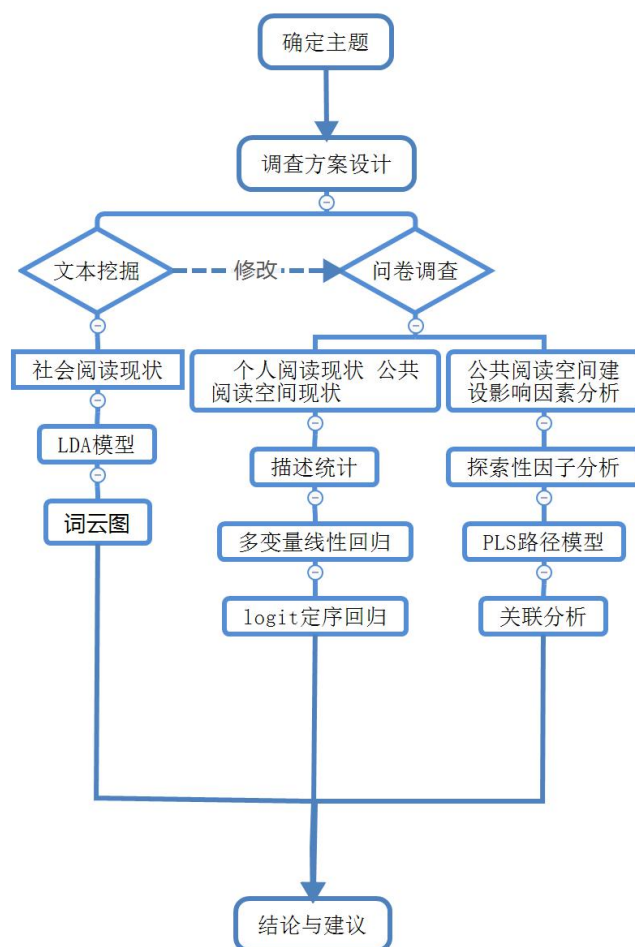 确定主题
调查方案设计
文本挖掘
修改
问卷调查
社会阅读现状
个人阅读现状 公共
阅读空间现状
公共阅读空间建
设影响因素分析
LDA模型
描述统计
探索性因子分析
词云图
多变量线性回归
PLS路径模型
logit定序回归
关联分析
结论与建议